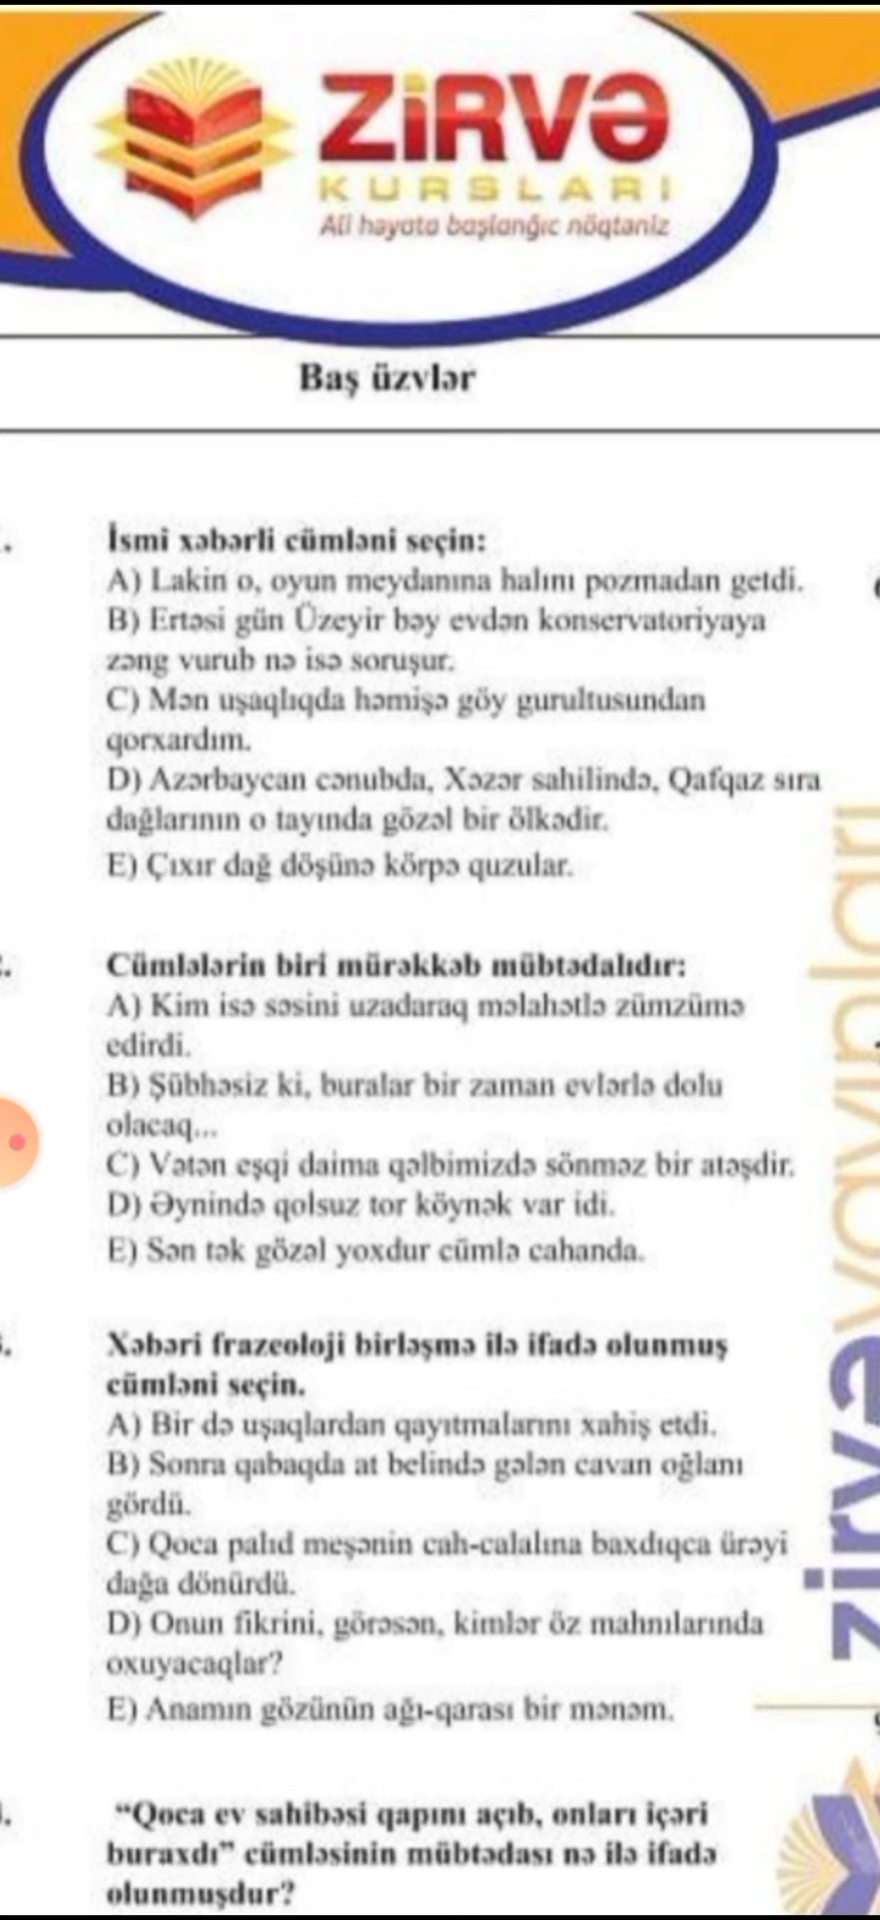 ZİRVƏ
KURSLARI
Ali həyata başlanğıc nöqtəniz
Baş üzvlər
İsmi xəbərli cümləni seçin:
A) Lakin o, oyun meydanına halını pozmadan getdi.
B) Ertəsi gün Üzeyir bəy evdən konservatoriyaya
zəng vurub nə isə soruşur.
C) Mən uşaqlıqda həmişə göy gurultusundan
qorxardım.
D) Azərbaycan cənubda, Xəzər sahilində, Qafqaz sıra
dağlarının o tayında gözəl bir ölkədir.
E) Çıxır dağ döşünə körpə quzular.
Cümlələrin biri mürəkkəb mübtədalıdır:
A) Kim isə səsini uzadaraq məlahətlə zümzümə
edirdi.
B) Şübhəsiz ki, buralar bir zaman evlərlə dolu
olacaq...
C) Vətən eşqi daima qəlbimizdə sönməz bir atəşdir.
D) Əynində qolsuz tor köynək var idi.
E) Sən tək gözəl yoxdur cümlə cahanda.
Xəbəri frazeoloji birləşmə ilə ifadə olunmuş
cümləni seçin.
A) Bir də uşaqlardan qayıtmalarını xahiş etdi.
B) Sonra qabaqda at belində gələn cavan oğlanı
gördü.
C) Qoca palıd meşənin cah-calalına baxdıqca ürəyi
dağa dönürdü.
D) Onun fikrini, görəsən, kimlər öz mahnılarında
oxuyacaqlar?
E) Anamın gözünün ağı-qarası bir mənəm.
“Qoca ev sahibəsi qapını açıb, onları içəri
buraxdı” cümləsinin mübtədası nə ilə ifadə
olunmuşdur?
zirvəyayınları